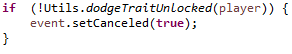 if (!Utils.dodgeTraitUnlocked(player)) {
    event.setCanceled(true);
}